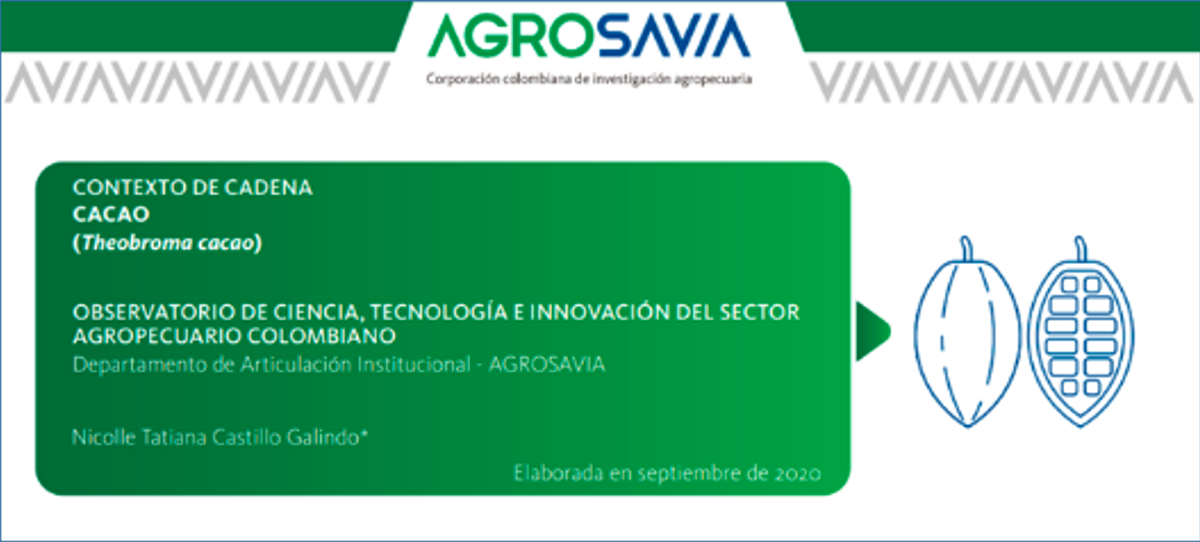 AGROSAVIA
Corporación colombiana de investigación agropecuaria
CONTEXTO DE CADENA
CACAO
(Theobroma cacao)
OBSERVATORIO DE CIENCIA, TECNOLOGÍA E INNOVACIÓN DEL SECTOR
AGROPECUARIO COLOMBIANO
Departamento de Articulación Institucional - AGROSAVIA
Nicolle Tatiana Castillo Galindo*
Elaborada en septiembre de 2020